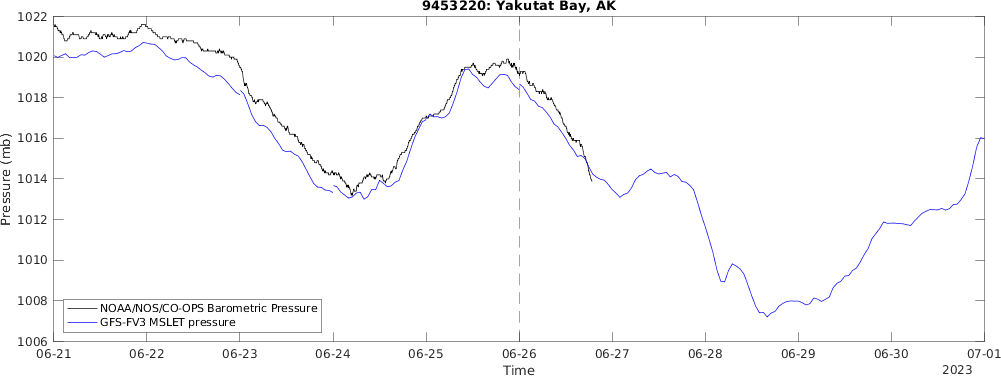 9453220: Yakutat Bay, AK
Pressure (mb)
1022
1020
1018
1016
1014
1012
1010
1008
1006
NOAA/NOS/CO-OPS Barometric Pressure
GFS-FV3 MSLET pressure
06-21 06-22 06-23 06-24 06-25 06-26 06-27 06-28 06-29 06-30 07-01
Time
2023